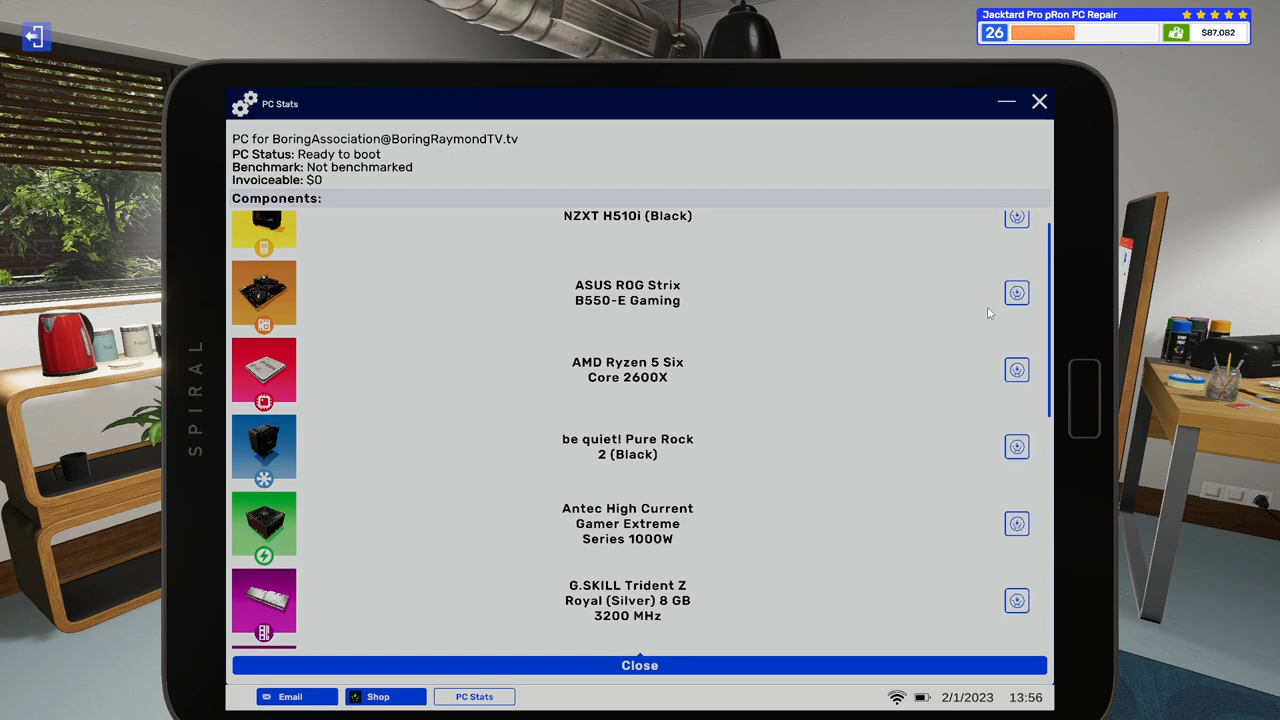 Jacktard Pro pRon PC Repair
26
$87,082
PC Stats
PC for BoringAssociation@BoringRaymondTV.tv
PC Status: Ready to boot
Benchmark: Not benchmarked
Invoiceable: $0
Components:
NZXT H510i (Black)
ASUS ROG Strix
B550-E Gaming
AMD Ryzen 5 Six
Core 2600X
be quiet! Pure Rock
2 (Black)
Antec High Current
Gamer Extreme
Series 1000W
G.SKILL Trident Z
Royal (Silver) 8 GB
3200 MHz
Close
Email
Shop
PC Stats
2/1/2023
13:56
SPIRAL